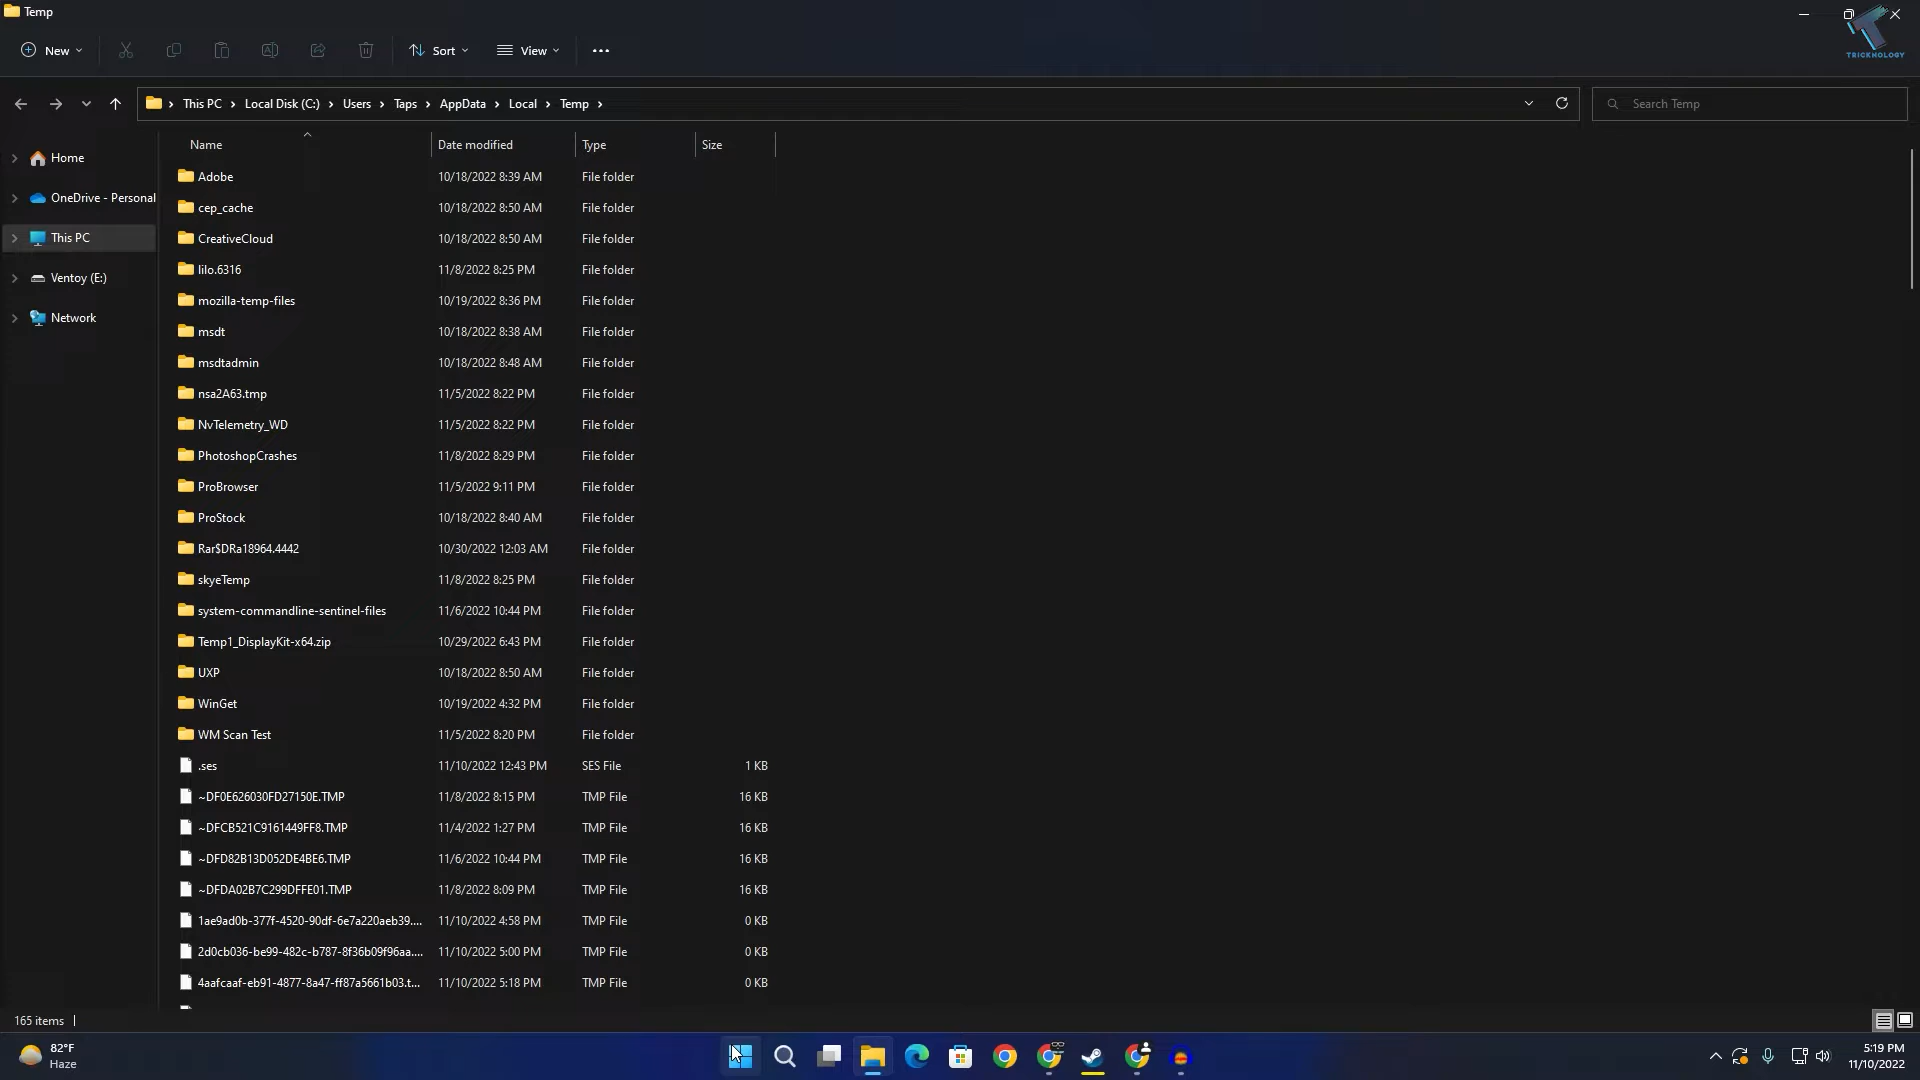 Temp
TRICKNOLOGY
New
Sort
View
This PC
Local Disk (C:)
Users
Taps
AppData
Local
Temp
Search Temp
Home
OneDrive - Personal
This PC
Ventoy (E:)
Network
Name Date modified Type Size
Adobe 10/18/2022 8:39 AM File folder
cep_cache 10/18/2022 8:50 AM File folder
CreativeCloud 10/18/2022 8:50 AM File folder
lilo.6316 11/8/2022 8:25 PM File folder
mozilla-temp-files 10/19/2022 8:36 PM File folder
msdt 10/18/2022 8:38 AM File folder
msdtadmin 10/18/2022 8:48 AM File folder
nsa2A63.tmp 11/5/2022 8:22 PM File folder
NvTelemetry_WD 11/5/2022 8:22 PM File folder
PhotoshopCrashes 11/8/2022 8:29 PM File folder
ProBrowser 11/5/2022 9:11 PM File folder
ProStock 10/18/2022 8:40 AM File folder
Rar$DRa18964.4442 10/30/2022 12:03 AM File folder
skyeTemp 11/8/2022 8:25 PM File folder
system-commandline-sentinel-files 11/6/2022 10:44 PM File folder
Temp1_DisplayKit-x64.zip 10/29/2022 6:43 PM File folder
UXP 10/18/2022 8:50 AM File folder
WinGet 10/19/2022 4:32 PM File folder
WM Scan Test 11/5/2022 8:20 PM File folder
.ses 11/10/2022 12:43 PM SES File 1 KB
~DF0E626030FD27150E.TMP 11/8/2022 8:15 PM TMP File 16 KB
~DFCB521C9161449FF8.TMP 11/4/2022 1:27 PM TMP File 16 KB
~DFD82B13D052DE4BE6.TMP 11/6/2022 10:44 PM TMP File 16 KB
~DFDA02B7C299DFFE01.TMP 11/8/2022 8:09 PM TMP File 16 KB
1ae9ad0b-377f-4520-90df-6e7a220aeb39.... 11/10/2022 4:58 PM TMP File 0 KB
2d0cb036-be99-482c-b787-8f36b09f96aa.... 11/10/2022 5:00 PM TMP File 0 KB
4aafcaaf-eb91-4877-8a47-ff87a5661b03.t... 11/10/2022 5:18 PM TMP File 0 KB
165 items
82°F
Haze
5:19 PM
11/10/2022